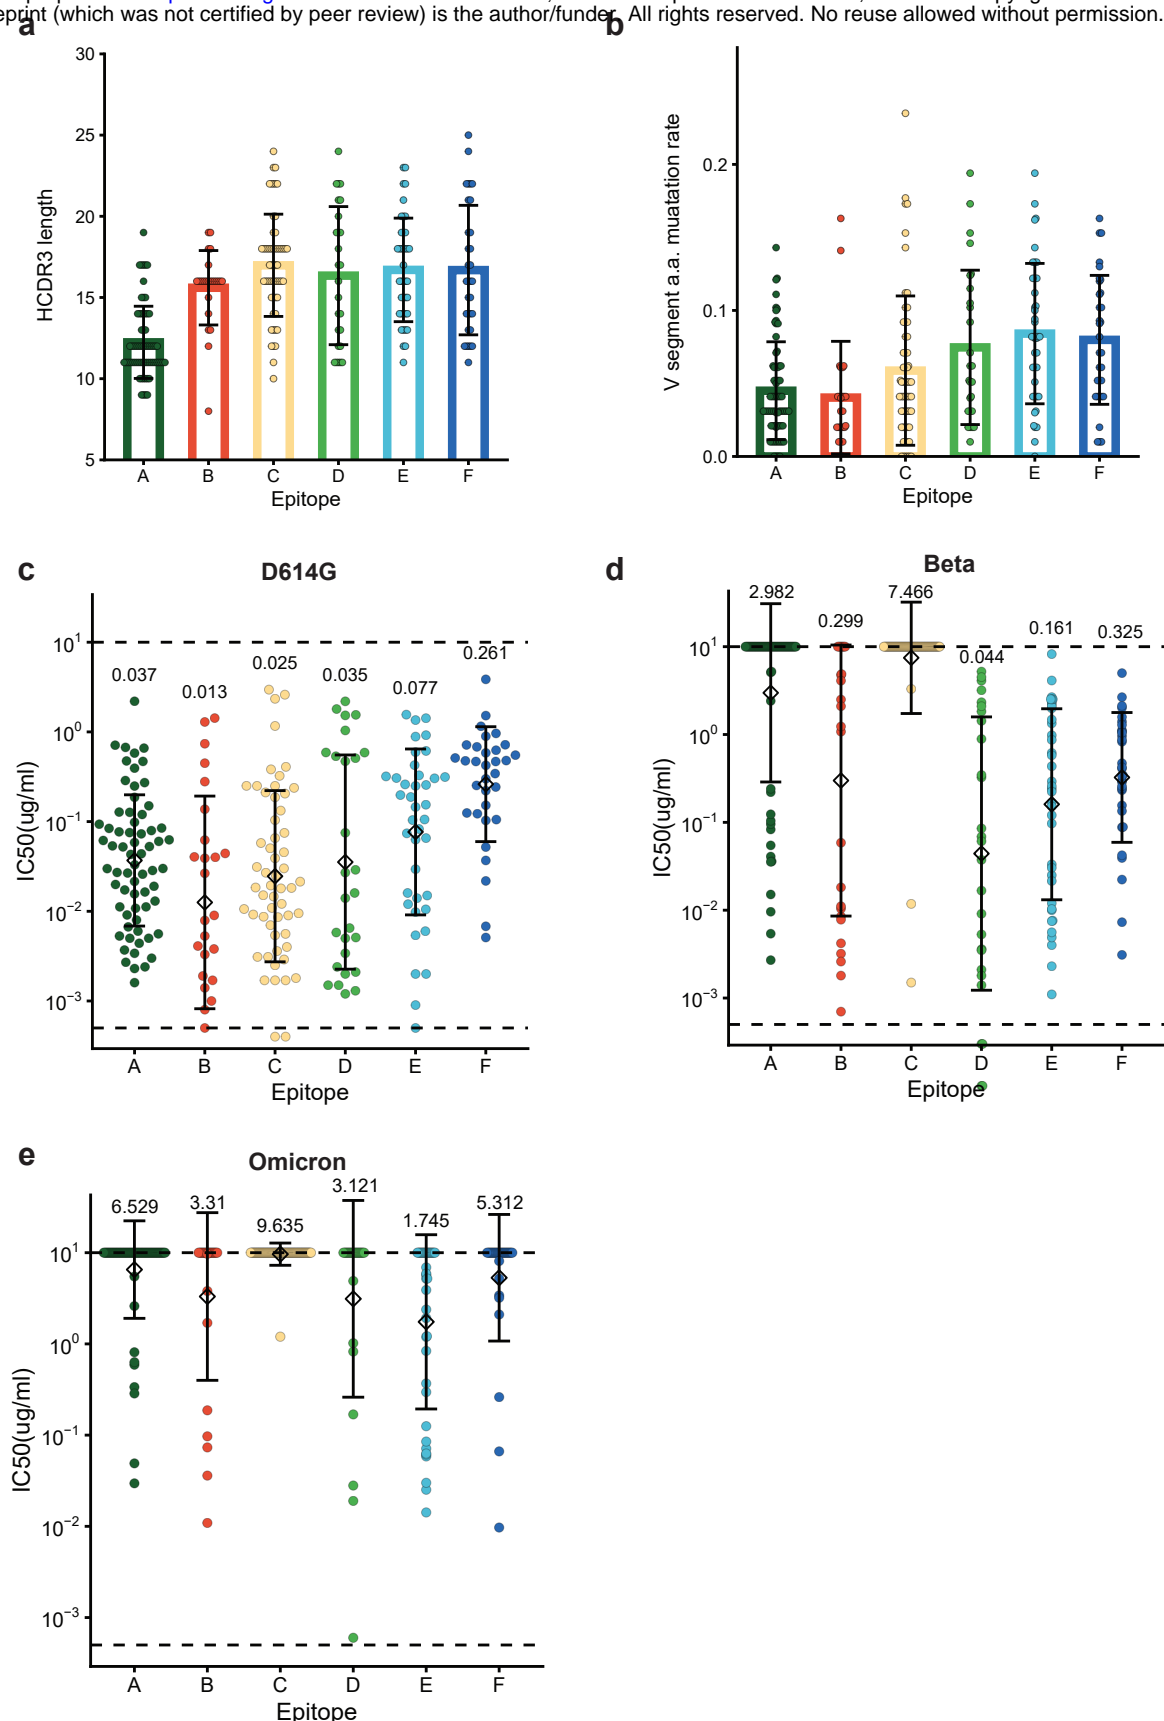 eprint (which was not certified by peer review) is the author/funder. All rights reserved. No reuse allowed without permission.
a
30
25
20
15
10
5
HCDR3 length
A B C D E F
Epitope
b
0.2
0.1
0.0
V segment a.a. muatation rate
A B C D E F
Epitope
c
D614G
10¹
10⁰
10⁻¹
10⁻²
10⁻³
IC50(ug/ml)
0.037 0.013 0.025 0.035 0.077 0.261
A B C D E F
Epitope
d
Beta
10¹
10⁰
10⁻¹
10⁻²
10⁻³
IC50(ug/ml)
2.982 0.299 7.466 0.044 0.161 0.325
A B C D E F
Epitope
e
Omicron
10¹
10⁰
10⁻¹
10⁻²
10⁻³
IC50(ug/ml)
6.529 3.31 9.635 3.121 1.745 5.312
A B C D E F
Epitope